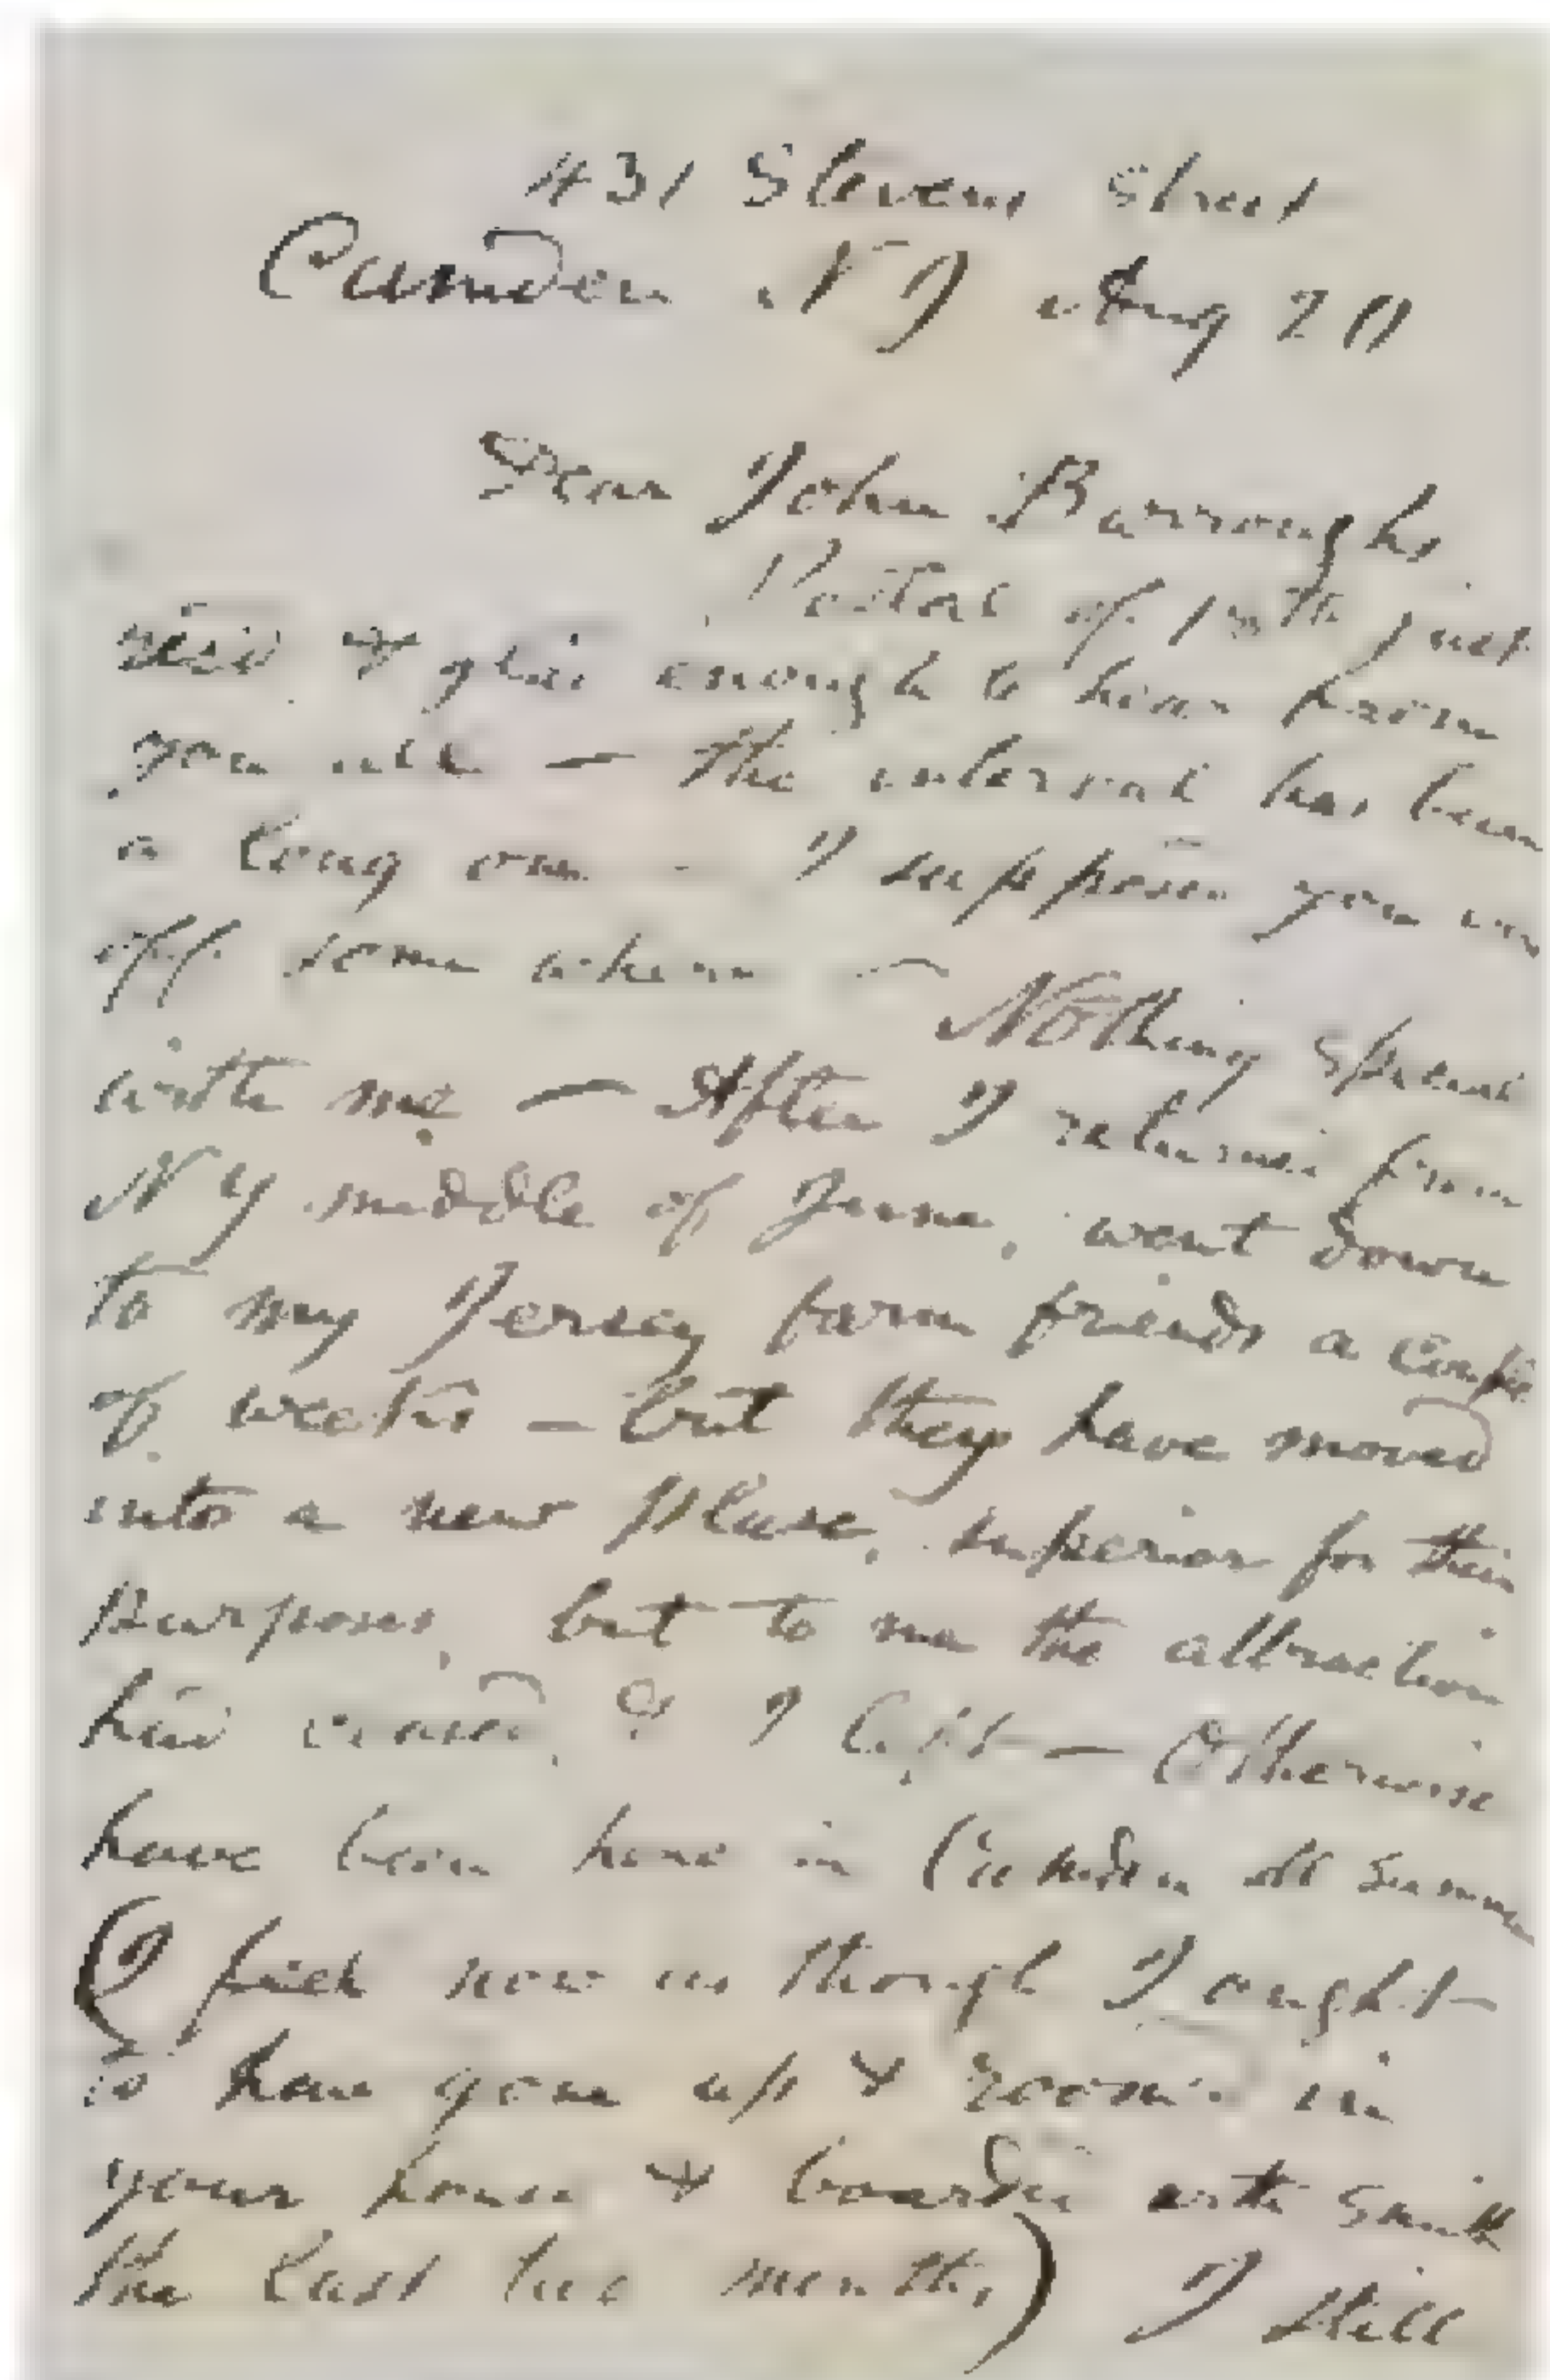 431 Stevens Street
Camden N J Aug 20
Dear John Burroughs
Postal of 18th just
rec'd & glad enough to hear from
you all — the interval has been
a long one — I suppose you were
off some where — Nothing special
with me — After I returned from
N Y middle of June, went down
to my Jersey farm friends a couple
of weeks — but they have moved
into a new place, superior for their
purposes, but to me the attraction
had ceased, & I left — Otherwise
have been here in Camden all summer
(I feel now as though I ought
to have gone up & room'd in
your house & boarded with Smith
the last two months) I still